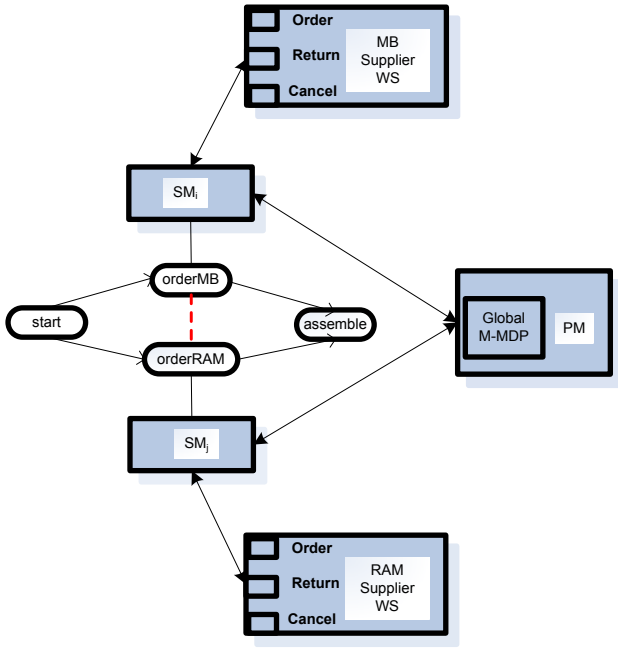 Order
Return
Cancel
MB
Supplier
WS
SMi
orderMB
start
assemble
orderRAM
Global
M-MDP
PM
SMj
Order
Return
Cancel
RAM
Supplier
WS